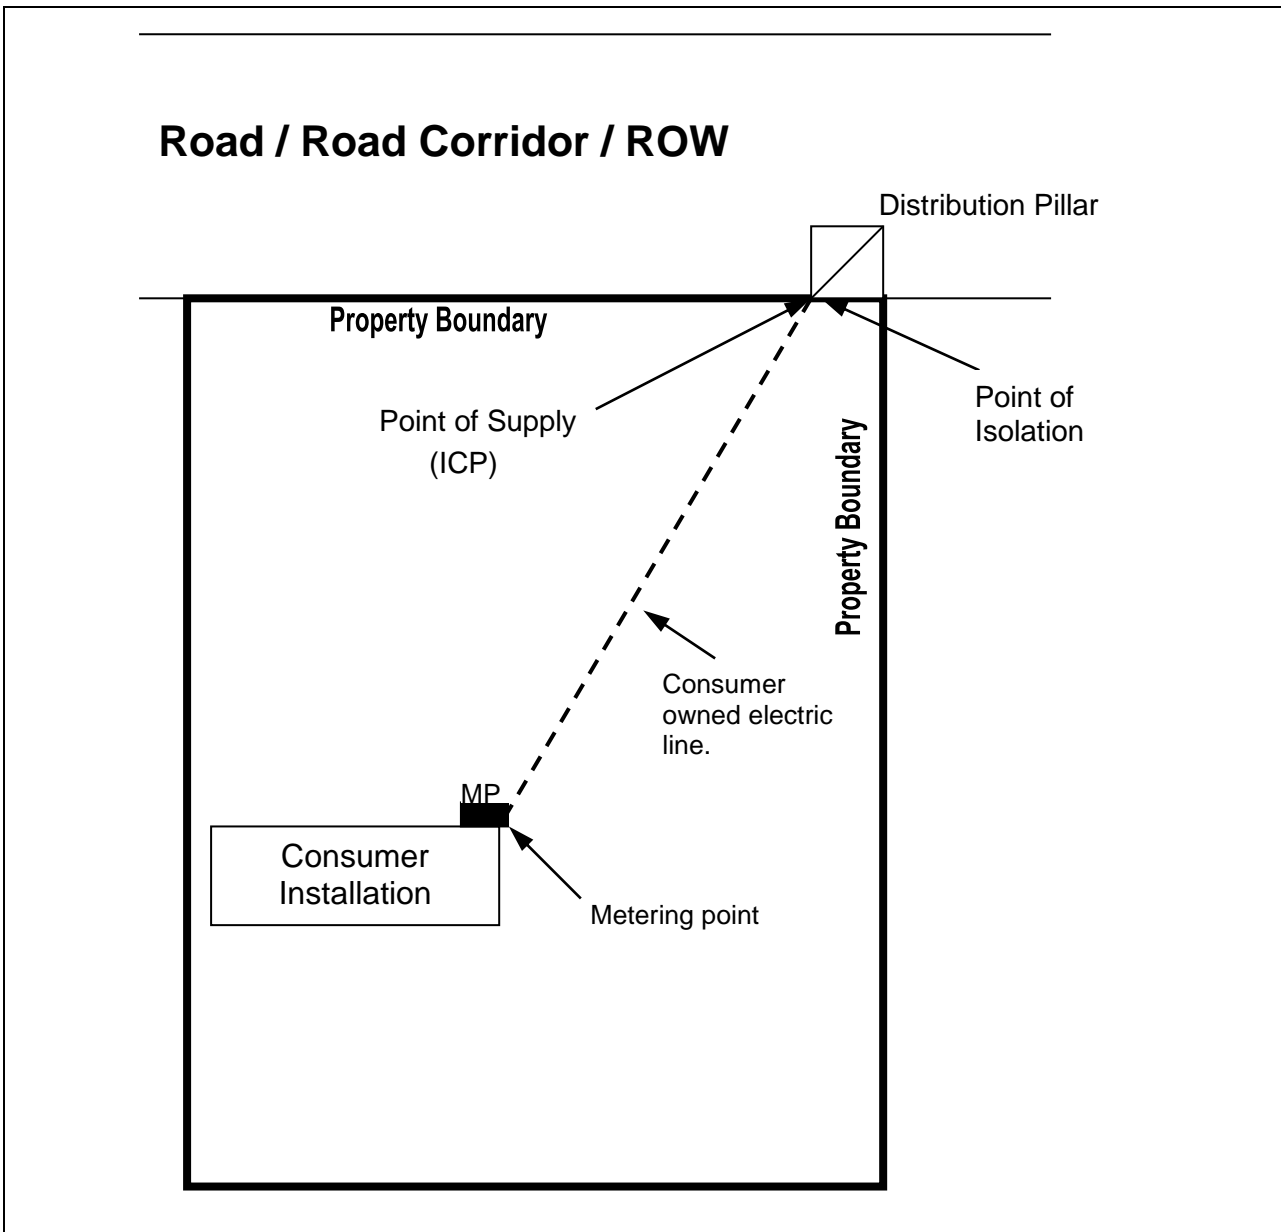 Road / Road Corridor / ROW
Distribution Pillar
Property Boundary
Point of Supply
(ICP)
Point of
Isolation
Property Boundary
Consumer
owned electric
line.
MP
Consumer
Installation
Metering point